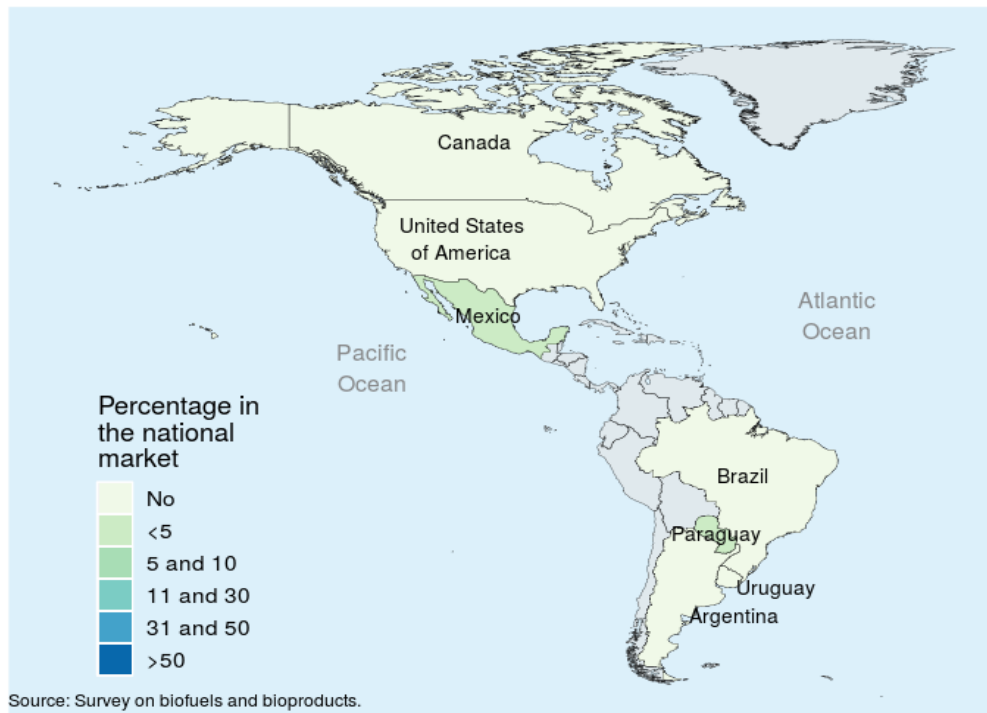 Canada
United States
of America
Mexico
Atlantic
Ocean
Pacific
Ocean
Percentage in
the national
market
No
<5
5 and 10
11 and 30
31 and 50
>50
Brazil
Paraguay
Uruguay
Argentina
Source: Survey on biofuels and bioproducts.